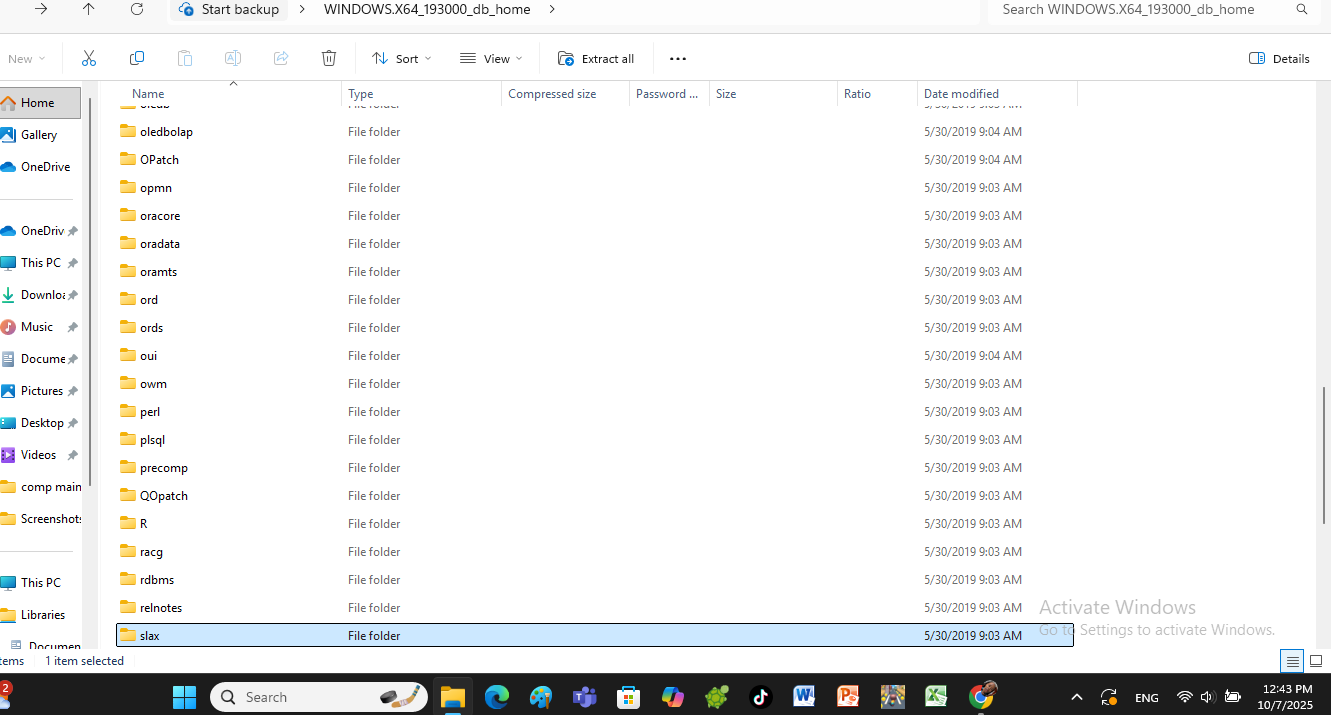 Start backup > WINDOWS.X64_193000_db_home > Search WINDOWS.X64_193000_db_home
New Sort View Extract all Details
Name Type Compressed size Password ... Size Ratio Date modified
Home
Gallery
OneDrive
OneDriv
This PC
Downloa
Music
Docume
Pictures
Desktop
Videos
comp main
Screenshots
This PC
Libraries
Documen
oledb File folder 5/30/2019 9:03 AM
oledbolap File folder 5/30/2019 9:04 AM
OPatch File folder 5/30/2019 9:04 AM
opmn File folder 5/30/2019 9:03 AM
oracore File folder 5/30/2019 9:03 AM
oradata File folder 5/30/2019 9:03 AM
oramts File folder 5/30/2019 9:03 AM
ord File folder 5/30/2019 9:03 AM
ords File folder 5/30/2019 9:03 AM
oui File folder 5/30/2019 9:04 AM
owm File folder 5/30/2019 9:03 AM
perl File folder 5/30/2019 9:03 AM
plsql File folder 5/30/2019 9:03 AM
precomp File folder 5/30/2019 9:03 AM
QOpatch File folder 5/30/2019 9:03 AM
R File folder 5/30/2019 9:03 AM
racg File folder 5/30/2019 9:03 AM
rdbms File folder 5/30/2019 9:03 AM
relnotes File folder 5/30/2019 9:03 AM
slax File folder 5/30/2019 9:03 AM
Activate Windows
Go to Settings to activate Windows.
tems 1 item selected
2
Search
ENG
12:43 PM
10/7/2025